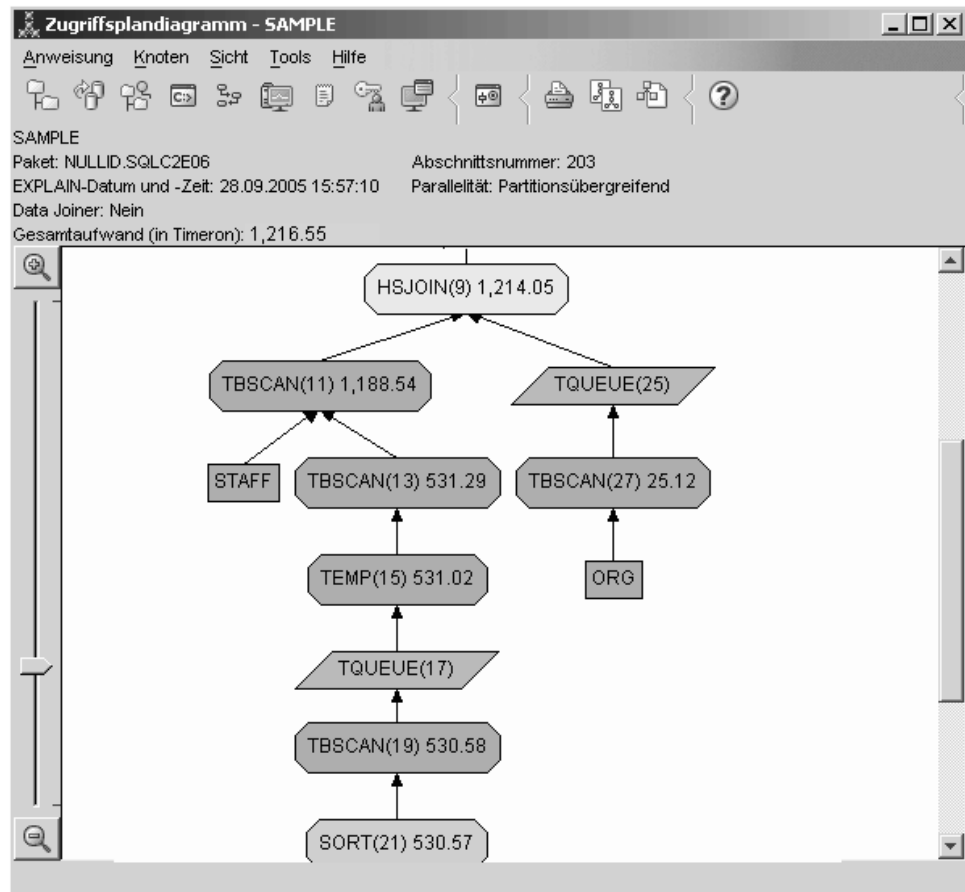 Zugriffsplandiagramm - SAMPLE
Anweisung Knoten Sicht Tools Hilfe
C:>
SAMPLE
Paket: NULLID.SQLC2E06 Abschnittsnummer: 203
EXPLAIN-Datum und -Zeit: 28.09.2005 15:57:10 Parallelität: Partitionsübergreifend
Data Joiner: Nein
Gesamtaufwand (in Timeron): 1,216.55
HSJOIN(9) 1,214.05
TBSCAN(11) 1,188.54 TQUEUE(25)
STAFF TBSCAN(13) 531.29 TBSCAN(27) 25.12
TEMP(15) 531.02 ORG
TQUEUE(17)
TBSCAN(19) 530.58
SORT(21) 530.57